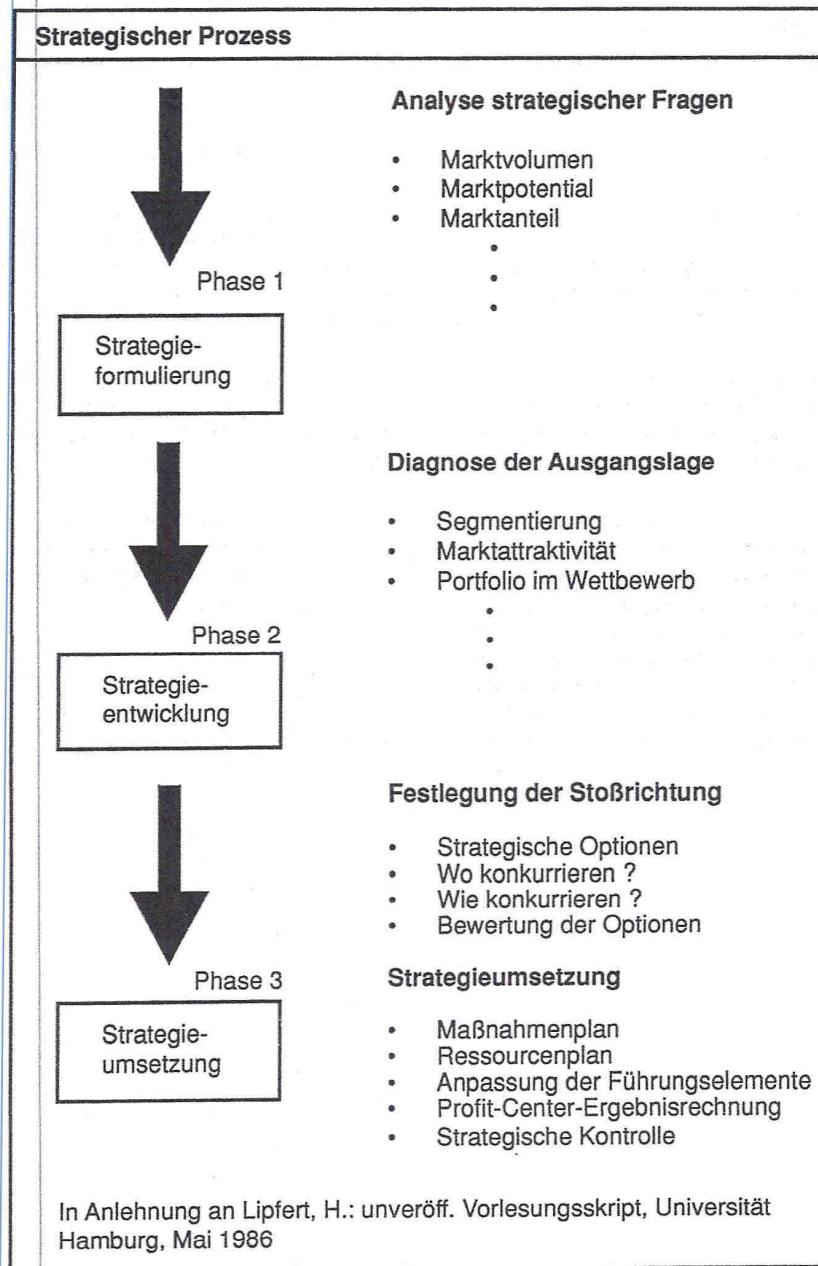 Strategischer Prozess
Analyse strategischer Fragen
• Marktvolumen
• Marktpotential
• Marktanteil
•
•
•
Phase 1
Strategie-
formulierung
Diagnose der Ausgangslage
• Segmentierung
• Marktattraktivität
• Portfolio im Wettbewerb
•
•
•
Phase 2
Strategie-
entwicklung
Festlegung der Stoßrichtung
• Strategische Optionen
• Wo konkurrieren ?
• Wie konkurrieren ?
• Bewertung der Optionen
Phase 3
Strategie-
umsetzung
Strategieumsetzung
• Maßnahmenplan
• Ressourcenplan
• Anpassung der Führungselemente
• Profit-Center-Ergebnisrechnung
• Strategische Kontrolle
In Anlehnung an Lipfert, H.: unveröff. Vorlesungsskript, Universität
Hamburg, Mai 1986